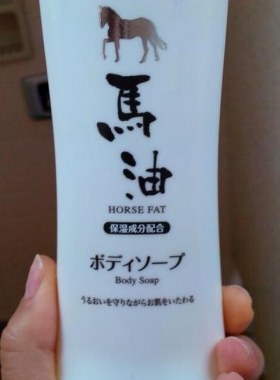 馬
油
HORSE FAT
保湿成分配合
ボディソープ
Body Soap
うるおいを守りながらお肌をいたわる